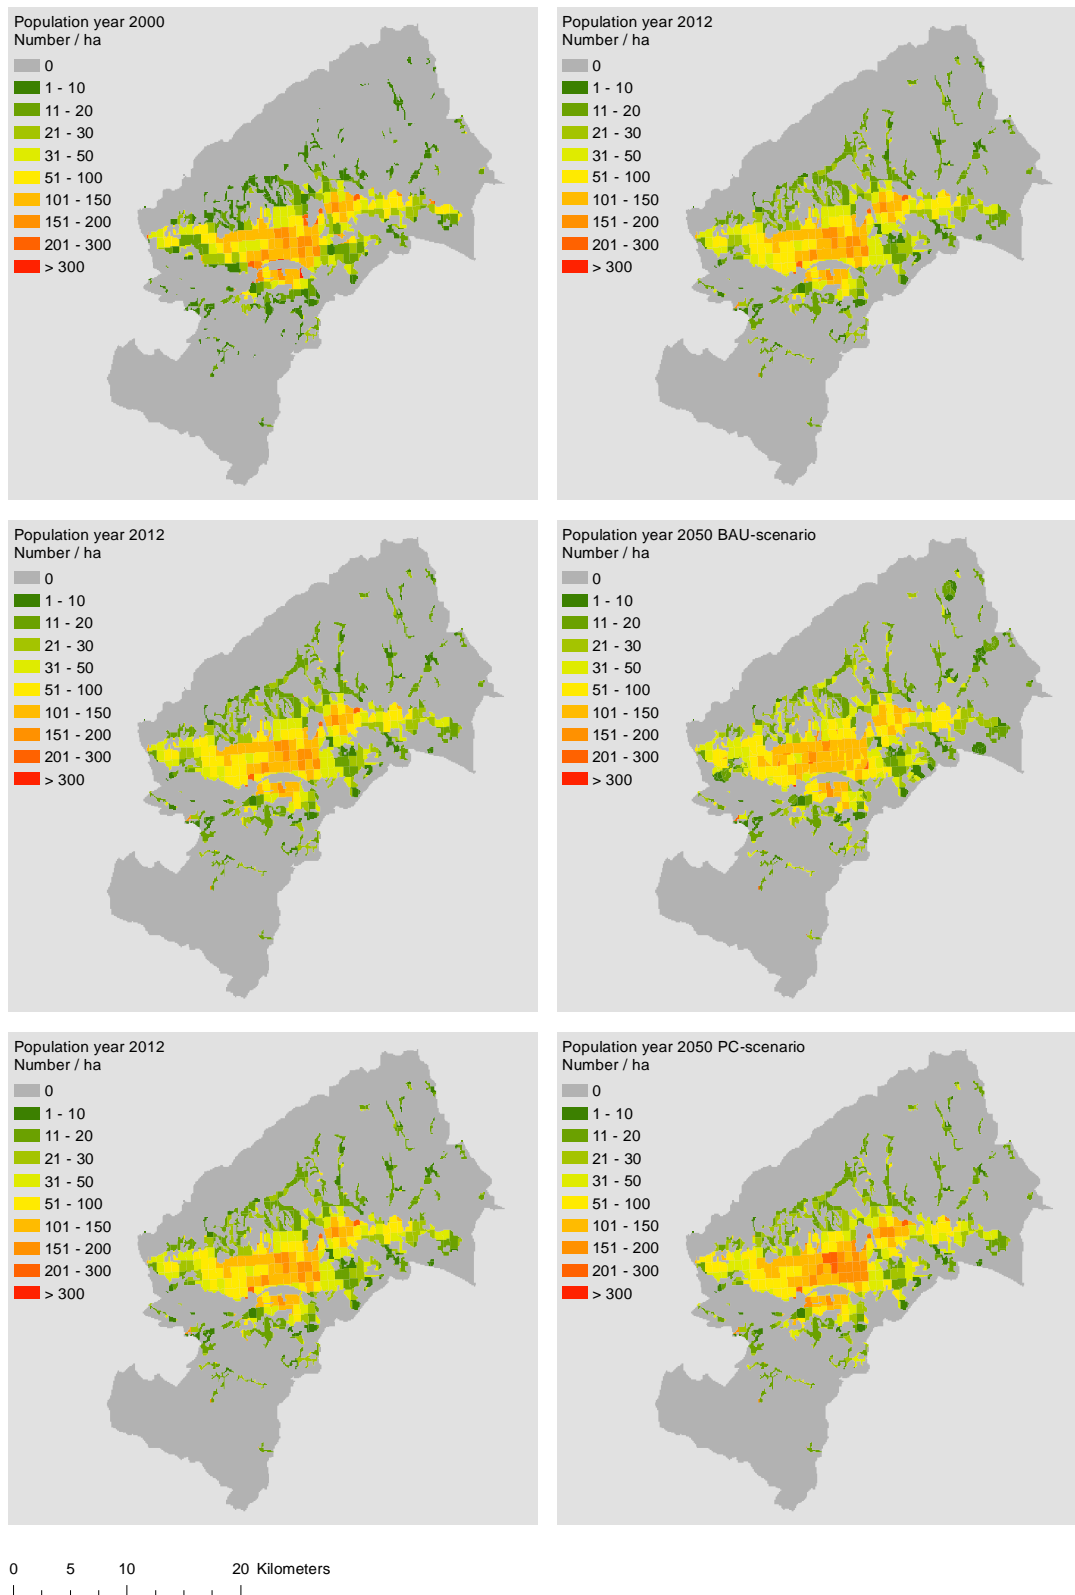 Population year 2000
Number / ha
0
1 - 10
11 - 20
21 - 30
31 - 50
51 - 100
101 - 150
151 - 200
201 - 300
> 300
Population year 2012
Number / ha
0
1 - 10
11 - 20
21 - 30
31 - 50
51 - 100
101 - 150
151 - 200
201 - 300
> 300
Population year 2012
Number / ha
0
1 - 10
11 - 20
21 - 30
31 - 50
51 - 100
101 - 150
151 - 200
201 - 300
> 300
Population year 2050 BAU-scenario
Number / ha
0
1 - 10
11 - 20
21 - 30
31 - 50
51 - 100
101 - 150
151 - 200
201 - 300
> 300
Population year 2012
Number / ha
0
1 - 10
11 - 20
21 - 30
31 - 50
51 - 100
101 - 150
151 - 200
201 - 300
> 300
Population year 2050 PC-scenario
Number / ha
0
1 - 10
11 - 20
21 - 30
31 - 50
51 - 100
101 - 150
151 - 200
201 - 300
> 300
0 5 10 20 Kilometers